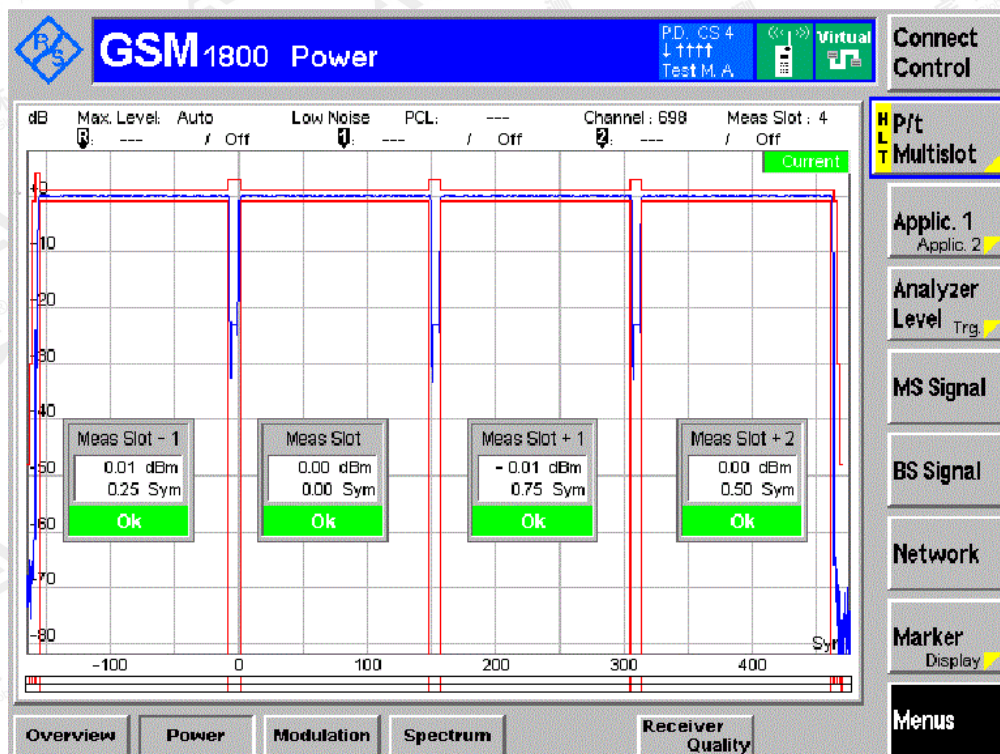 R&S
GSM 1800 Power
P.D. CS 4
↓ ↑↑↑↑
Test M. A
Virtual
Connect
Control
dB Max. Level: Auto Low Noise PCL: --- Channel : 698 Meas Slot : 4
R: --- / Off 1: --- / Off 2: --- / Off
Current
HLT
P/t
Multislot
Applic. 1
Applic. 2
Analyzer
Level Trg.
MS Signal
BS Signal
Network
Marker
Display
Menus
+0
-10
-20
-30
-40
-50
-60
-70
-80
Meas Slot - 1
0.01 dBm
0.25 Sym
Ok
Meas Slot
0.00 dBm
0.00 Sym
Ok
Meas Slot + 1
- 0.01 dBm
0.75 Sym
Ok
Meas Slot + 2
0.00 dBm
0.50 Sym
Ok
Sym
-100 0 100 200 300 400
Overview Power Modulation Spectrum Receiver
Quality